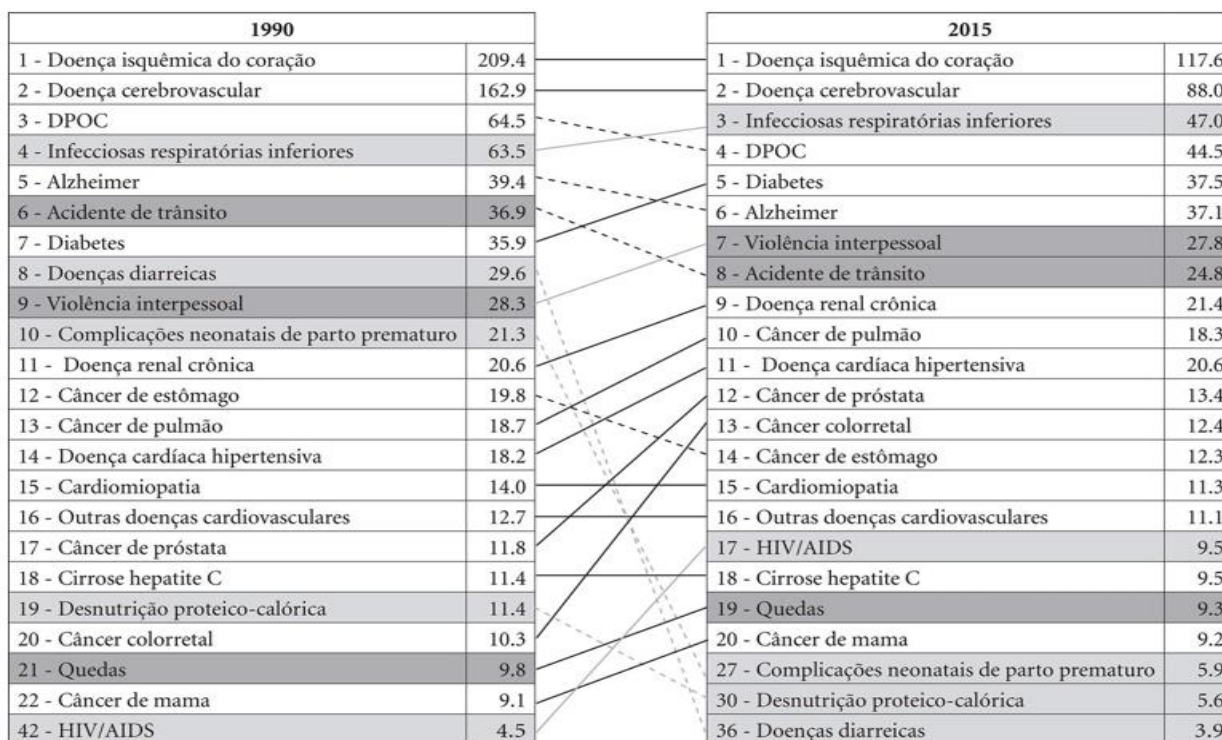 1990
1 - Doença isquêmica do coração 209.4
2 - Doença cerebrovascular 162.9
3 - DPOC 64.5
4 - Infecciosas respiratórias inferiores 63.5
5 - Alzheimer 39.4
6 - Acidente de trânsito 36.9
7 - Diabetes 35.9
8 - Doenças diarreicas 29.6
9 - Violência interpessoal 28.3
10 - Complicações neonatais de parto prematuro 21.3
11 - Doença renal crônica 20.6
12 - Câncer de estômago 19.8
13 - Câncer de pulmão 18.7
14 - Doença cardíaca hipertensiva 18.2
15 - Cardiomiopatia 14.0
16 - Outras doenças cardiovasculares 12.7
17 - Câncer de próstata 11.8
18 - Cirrose hepatite C 11.4
19 - Desnutrição proteico-calórica 11.4
20 - Câncer colorretal 10.3
21 - Quedas 9.8
22 - Câncer de mama 9.1
42 - HIV/AIDS 4.5
2015
1 - Doença isquêmica do coração 117.6
2 - Doença cerebrovascular 88.0
3 - Infecciosas respiratórias inferiores 47.0
4 - DPOC 44.5
5 - Diabetes 37.5
6 - Alzheimer 37.1
7 - Violência interpessoal 27.8
8 - Acidente de trânsito 24.8
9 - Doença renal crônica 21.4
10 - Câncer de pulmão 18.3
11 - Doença cardíaca hipertensiva 20.6
12 - Câncer de próstata 13.4
13 - Câncer colorretal 12.4
14 - Câncer de estômago 12.3
15 - Cardiomiopatia 11.3
16 - Outras doenças cardiovasculares 11.1
17 - HIV/AIDS 9.5
18 - Cirrose hepatite C 9.5
19 - Quedas 9.3
20 - Câncer de mama 9.2
27 - Complicações neonatais de parto prematuro 5.9
30 - Desnutrição proteico-calórica 5.6
36 - Doenças diarreicas 3.9